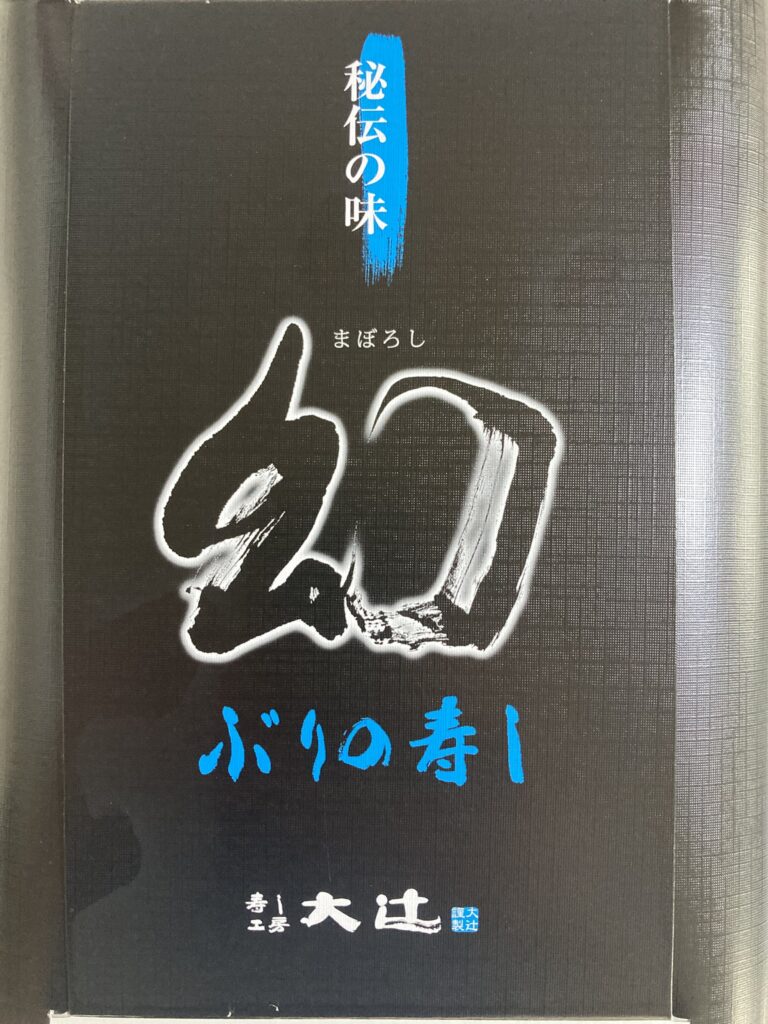 秘伝の味
まぼろし
幻
ぶりの寿し
寿し工房 大辻
大辻謹製